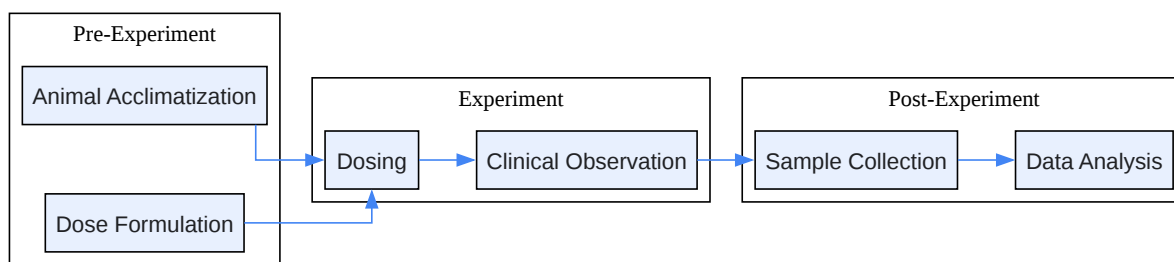 Pre-Experiment
Animal Acclimatization
Dose Formulation
Experiment
Dosing
Clinical Observation
Post-Experiment
Sample Collection
Data Analysis